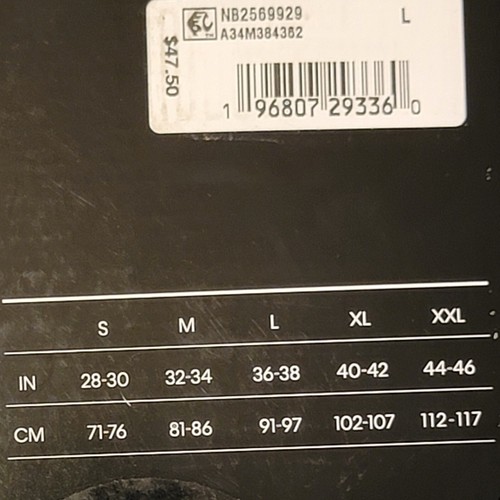 NB2569929 L
A34M384362
$47.50
1 96807 29336 0
S M L XL XXL
IN 28-30 32-34 36-38 40-42 44-46
CM 71-76 81-86 91-97 102-107 112-117